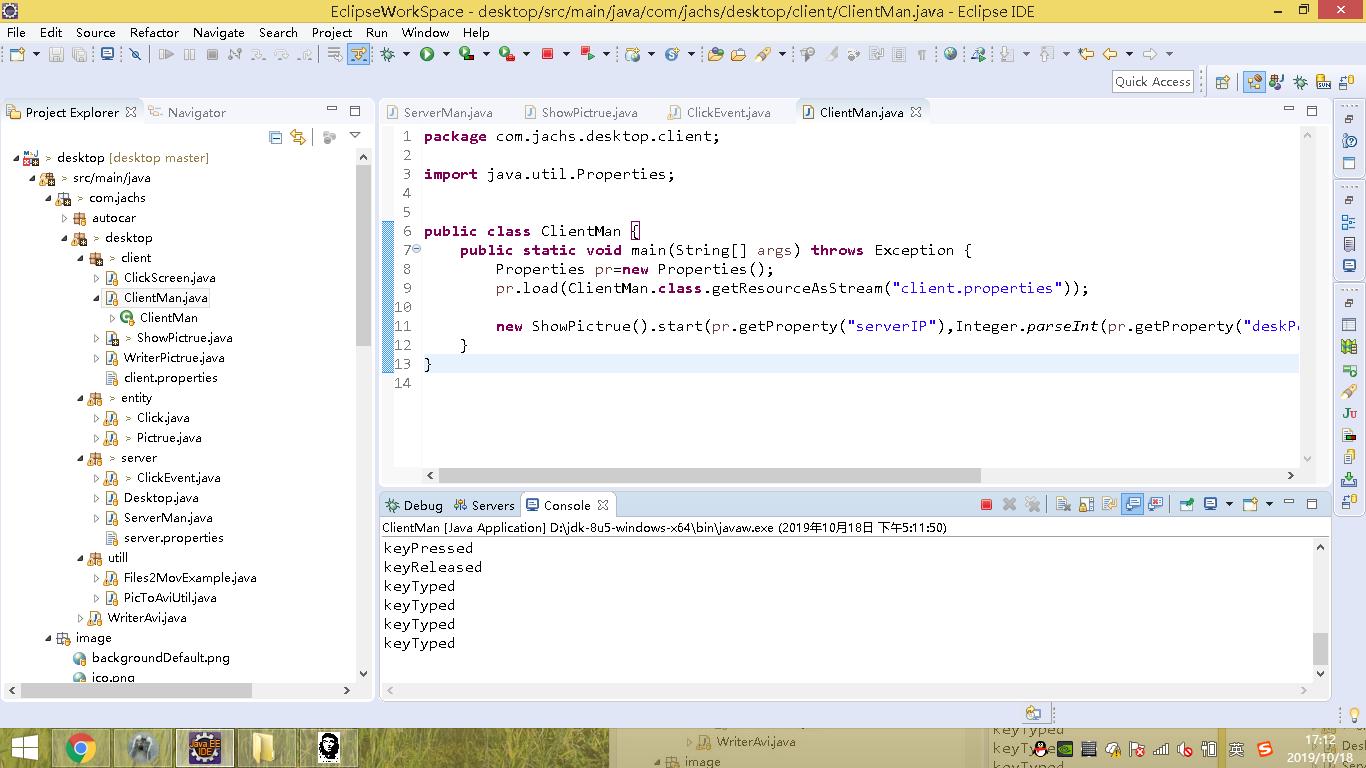 EclipseWorkSpace - desktop/src/main/java/com/jachs/desktop/client/ClientMan.java - Eclipse IDE
File Edit Source Refactor Navigate Search Project Run Window Help
Quick Access
Project Explorer
Navigator
> desktop [desktop master]
> src/main/java
> com.jachs
autocar
> desktop
> client
ClickScreen.java
ClientMan.java
ClientMan
> ShowPictrue.java
WriterPictrue.java
client.properties
> entity
> Click.java
> Pictrue.java
> server
> ClickEvent.java
Desktop.java
ServerMan.java
server.properties
utill
Files2MovExample.java
PicToAviUtil.java
WriterAvi.java
image
backgroundDefault.png
ico.png
ServerMan.java
ShowPictrue.java
ClickEvent.java
ClientMan.java
1 package com.jachs.desktop.client;
2
3 import java.util.Properties;
4
5
6 public class ClientMan {
7 public static void main(String[] args) throws Exception {
8 Properties pr=new Properties();
9 pr.load(ClientMan.class.getResourceAsStream("client.properties"));
10
11 new ShowPictrue().start(pr.getProperty("serverIP"),Integer.parseInt(pr.getProperty("deskP
12 }
13 }
14
Debug
Servers
Console
ClientMan [Java Application] D:\jdk-8u5-windows-x64\bin\javaw.exe (2019年10月18日 下午5:11:50)
keyPressed
keyReleased
keyTyped
keyTyped
keyTyped
keyTyped
Java EE
IDE
WriterAvi.java
image
keyTyped
英
17:12
2019/10/18